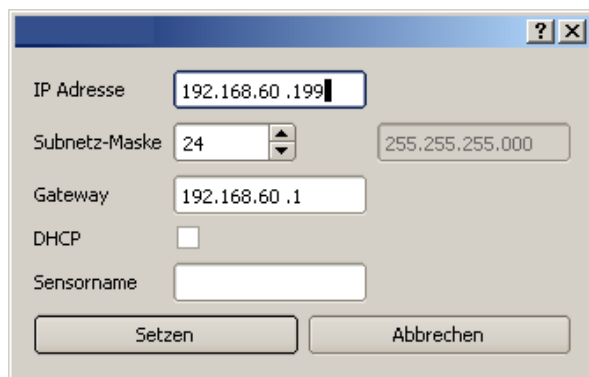 ?
IP Adresse 192.168.60 .199
Subnetz-Maske 24 255.255.255.000
Gateway 192.168.60 .1
DHCP
Sensorname
Setzen Abbrechen